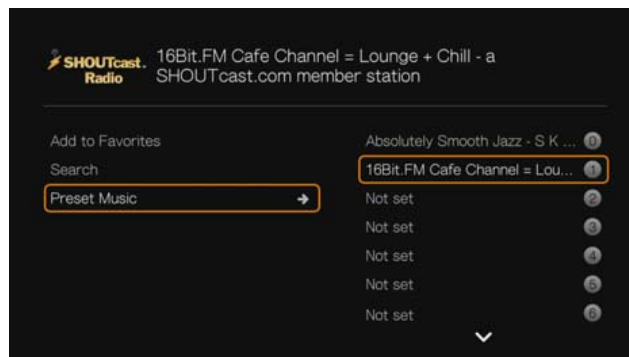 SHOUTcast.
Radio
16Bit.FM Cafe Channel = Lounge + Chill - a
SHOUTcast.com member station
Add to Favorites
Search
Preset Music
Absolutely Smooth Jazz - S K ... 0
16Bit.FM Cafe Channel = Lou... 1
Not set 2
Not set 3
Not set 4
Not set 5
Not set 6